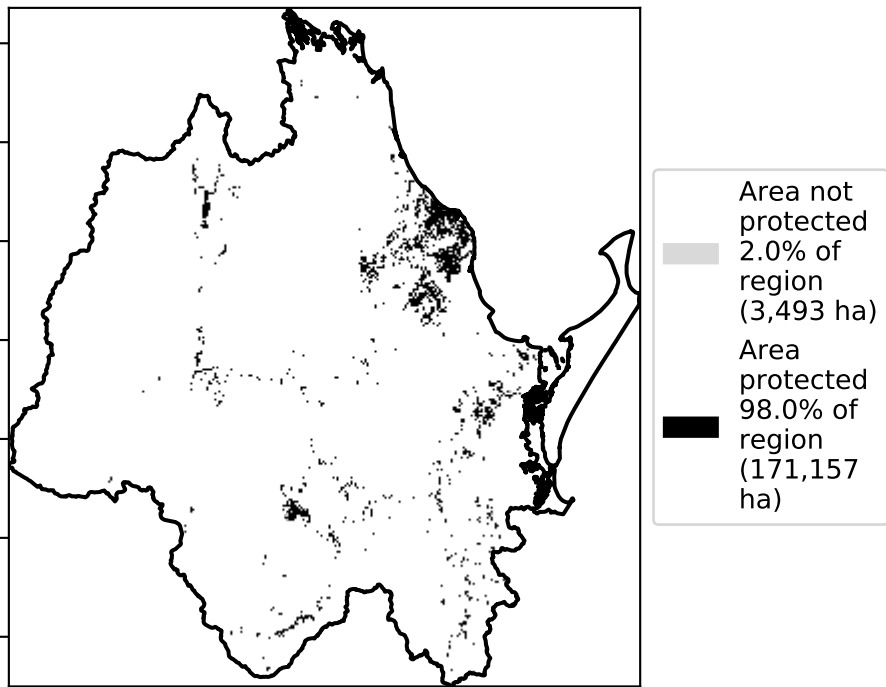 Area not
protected
2.0% of
region
(3,493 ha)
Area
protected
98.0% of
region
(171,157
ha)